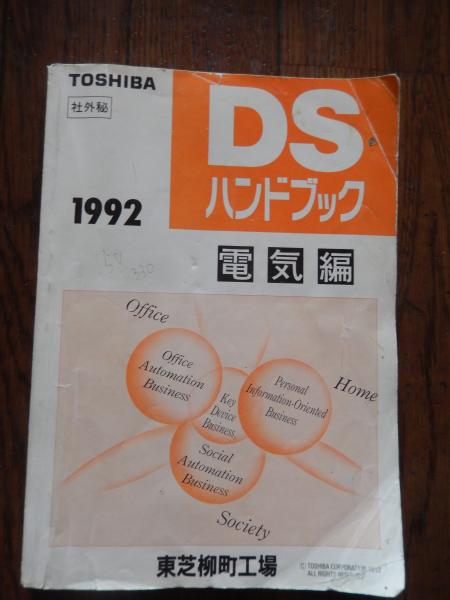 TOSHIBA
社外秘
DS
ハンドブック
1992
電気編
Office
Office
Automation
Business
Personal
Information-Oriented
Business
Home
Key
Device
Business
Social
Automation
Business
Society
東芝柳町工場
© TOSHIBA CORPORATION 1992
ALL RIGHTS RESERVED